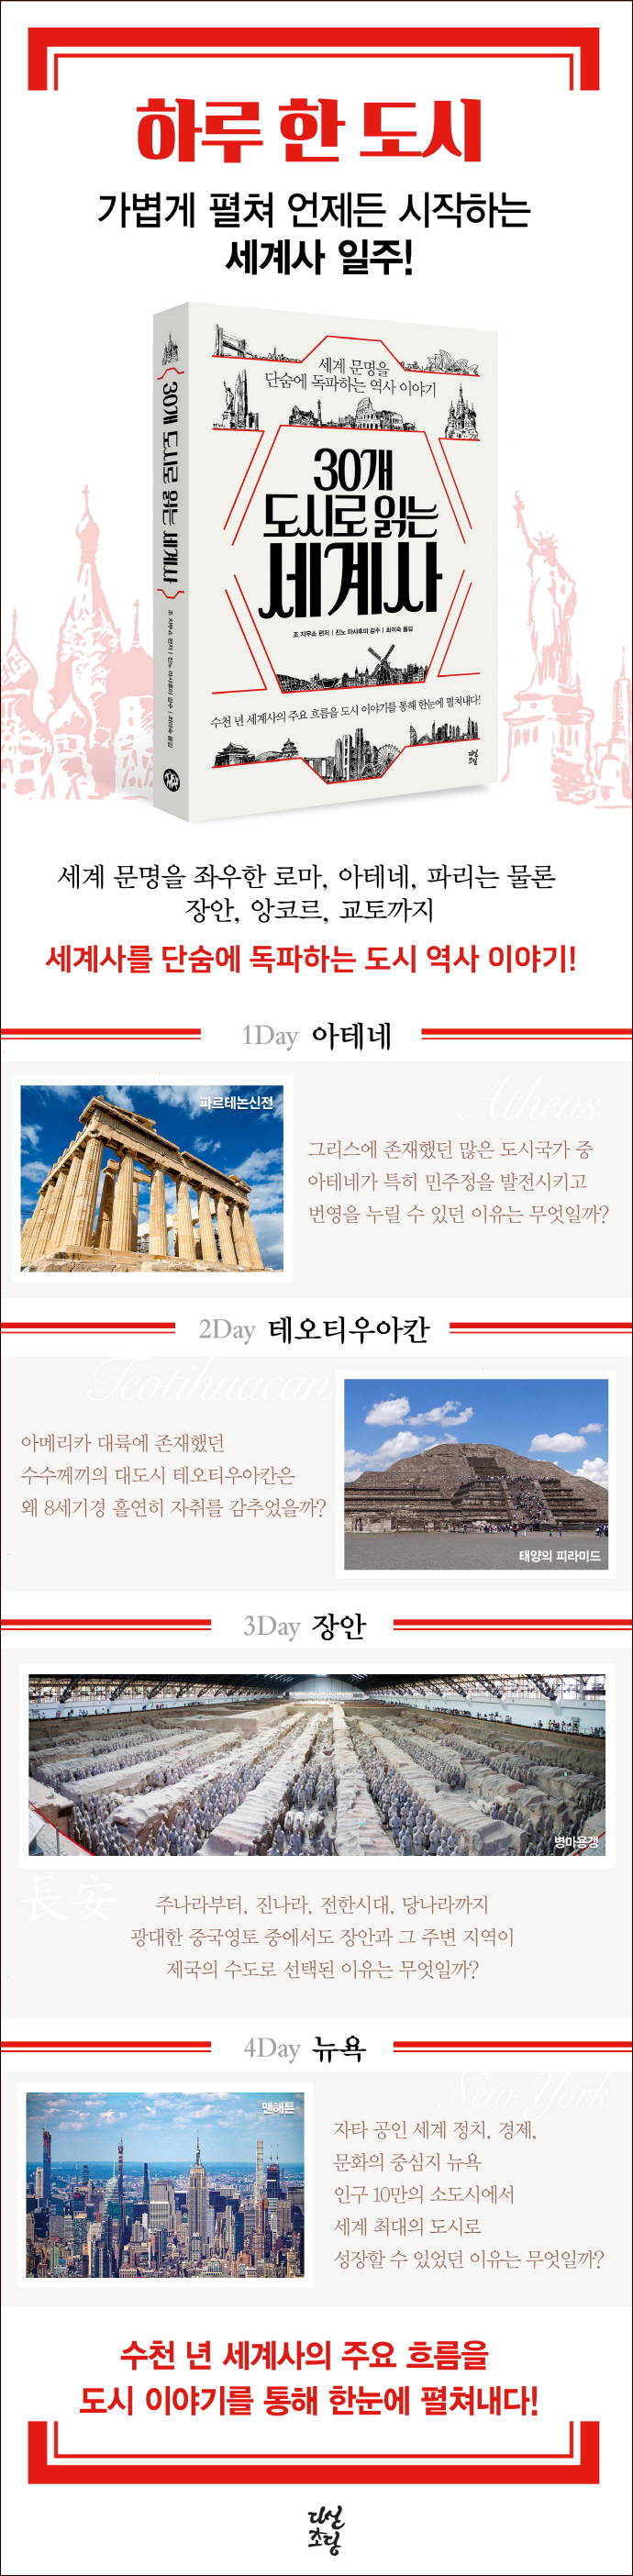 하루 한 도시
가볍게 펼쳐 언제든 시작하는
세계사 일주!
세계 문명을
단숨에 독파하는 역사 이야기
30개
도시로 읽는
세계사
조 지무쇼 편저 | 진노 마사후미 감수 | 최미숙 옮김
수천 년 세계사의 주요 흐름을 도시 이야기를 통해 한눈에 펼쳐내다!
다산
초당
30개 도시로 읽는 세계사
조 지무쇼 편저 | 진노 마사후미 감수 | 최미숙 옮김
세계 문명을 좌우한 로마, 아테네, 파리는 물론
장안, 앙코르, 교토까지
세계사를 단숨에 독파하는 도시 역사 이야기!
1Day 아테네
파르테논신전
Athens
그리스에 존재했던 많은 도시국가 중
아테네가 특히 민주정을 발전시키고
번영을 누릴 수 있던 이유는 무엇일까?
2Day 테오티우아칸
Teotihuacan
아메리카 대륙에 존재했던
수수께끼의 대도시 테오티우아칸은
왜 8세기경 홀연히 자취를 감추었을까?
태양의 피라미드
3Day 장안
병마용갱
長安
주나라부터, 진나라, 전한시대, 당나라까지
광대한 중국영토 중에서도 장안과 그 주변 지역이
제국의 수도로 선택된 이유는 무엇일까?
4Day 뉴욕
맨해튼
New York
자타 공인 세계 정치, 경제,
문화의 중심지 뉴욕
인구 10만의 소도시에서
세계 최대의 도시로
성장할 수 있었던 이유는 무엇일까?
수천 년 세계사의 주요 흐름을
도시 이야기를 통해 한눈에 펼쳐내다!
다산
초당